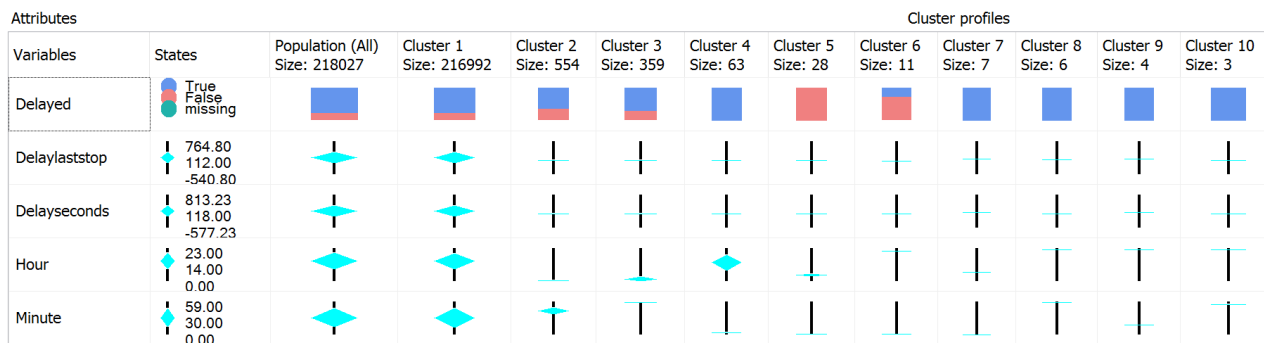 Attributes
Cluster profiles
Variables
States
Population (All)
Size: 218027
Cluster 1
Size: 216992
Cluster 2
Size: 554
Cluster 3
Size: 359
Cluster 4
Size: 63
Cluster 5
Size: 28
Cluster 6
Size: 11
Cluster 7
Size: 7
Cluster 8
Size: 6
Cluster 9
Size: 4
Cluster 10
Size: 3
Delayed
True
False
missing
Delaylaststop
764.80
112.00
-540.80
Delayseconds
813.23
118.00
-577.23
Hour
23.00
14.00
0.00
Minute
59.00
30.00
0.00